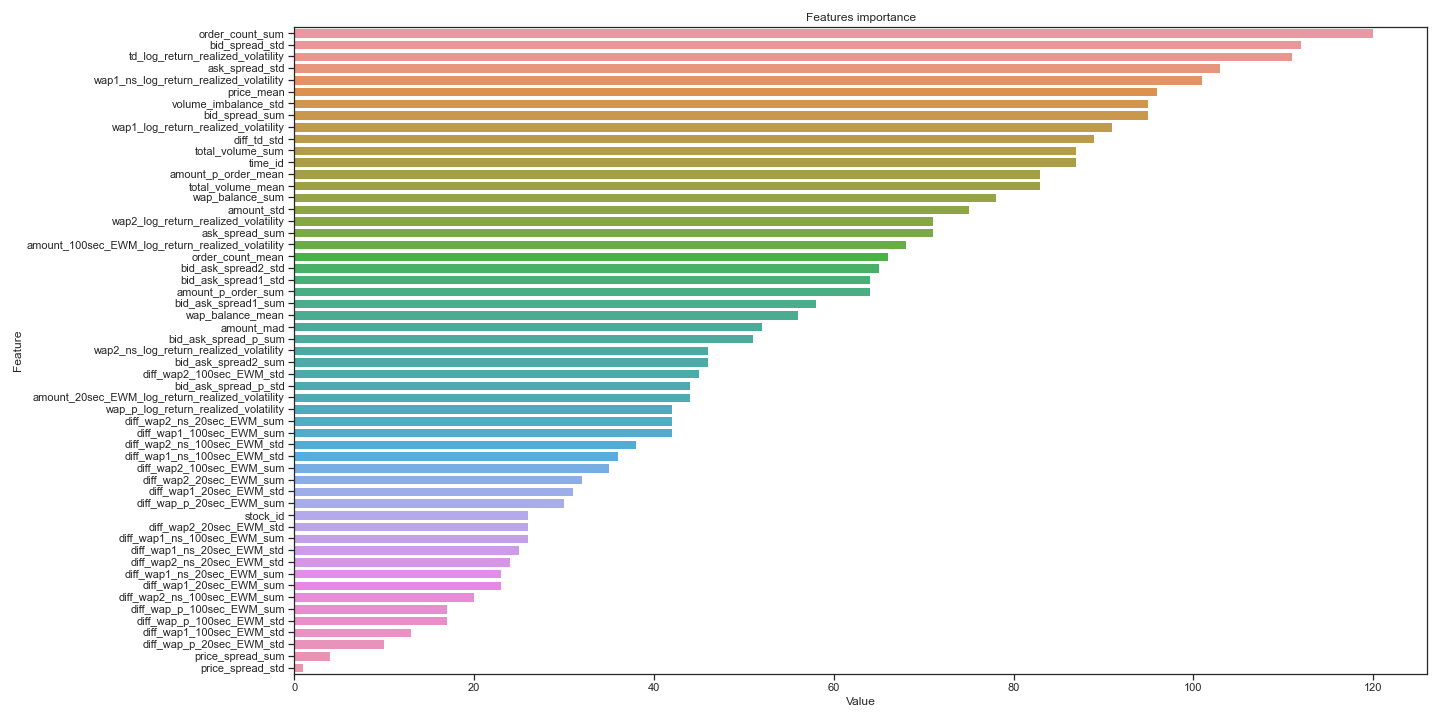 Features importance
order_count_sum
bid_spread_std
td_log_return_realized_volatility
ask_spread_std
wap1_ns_log_return_realized_volatility
price_mean
volume_imbalance_std
bid_spread_sum
wap1_log_return_realized_volatility
diff_td_std
total_volume_sum
time_id
amount_p_order_mean
total_volume_mean
wap_balance_sum
amount_std
wap2_log_return_realized_volatility
ask_spread_sum
amount_100sec_EWM_log_return_realized_volatility
order_count_mean
bid_ask_spread2_std
bid_ask_spread1_std
amount_p_order_sum
bid_ask_spread1_sum
wap_balance_mean
amount_mad
bid_ask_spread_p_sum
wap2_ns_log_return_realized_volatility
bid_ask_spread2_sum
diff_wap2_100sec_EWM_std
bid_ask_spread_p_std
amount_20sec_EWM_log_return_realized_volatility
wap_p_log_return_realized_volatility
diff_wap2_ns_20sec_EWM_sum
diff_wap1_100sec_EWM_sum
diff_wap2_ns_100sec_EWM_std
diff_wap1_ns_100sec_EWM_std
diff_wap2_100sec_EWM_sum
diff_wap2_20sec_EWM_sum
diff_wap1_20sec_EWM_std
diff_wap_p_20sec_EWM_sum
stock_id
diff_wap2_20sec_EWM_std
diff_wap1_ns_100sec_EWM_sum
diff_wap1_ns_20sec_EWM_std
diff_wap2_ns_20sec_EWM_std
diff_wap1_ns_20sec_EWM_sum
diff_wap1_20sec_EWM_sum
diff_wap2_ns_100sec_EWM_sum
diff_wap_p_100sec_EWM_sum
diff_wap_p_100sec_EWM_std
diff_wap1_100sec_EWM_std
diff_wap_p_20sec_EWM_std
price_spread_sum
price_spread_std
Feature
0 20 40 60 80 100 120
Value